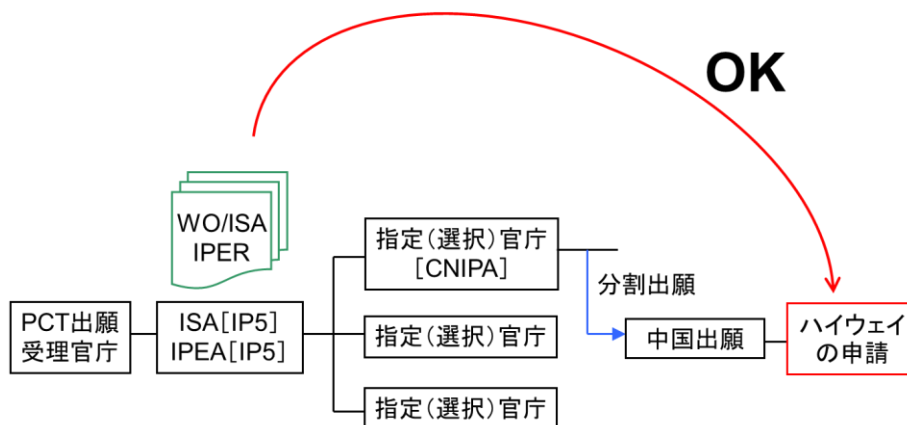 OK
WO/ISA
IPER
指定(選択)官庁
[CNIPA]
分割出願
PCT出願
受理官庁
ISA[IP5]
IPEA[IP5]
指定(選択)官庁
中国出願
ハイウェイ
の申請
指定(選択)官庁